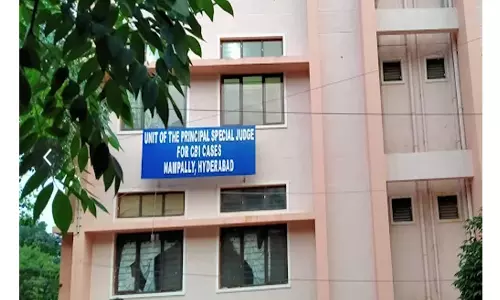 UNIT OF THE PRINCIPAL SPECIAL JUDGE
FOR CBI CASES
NAMPALLY, HYDERABAD